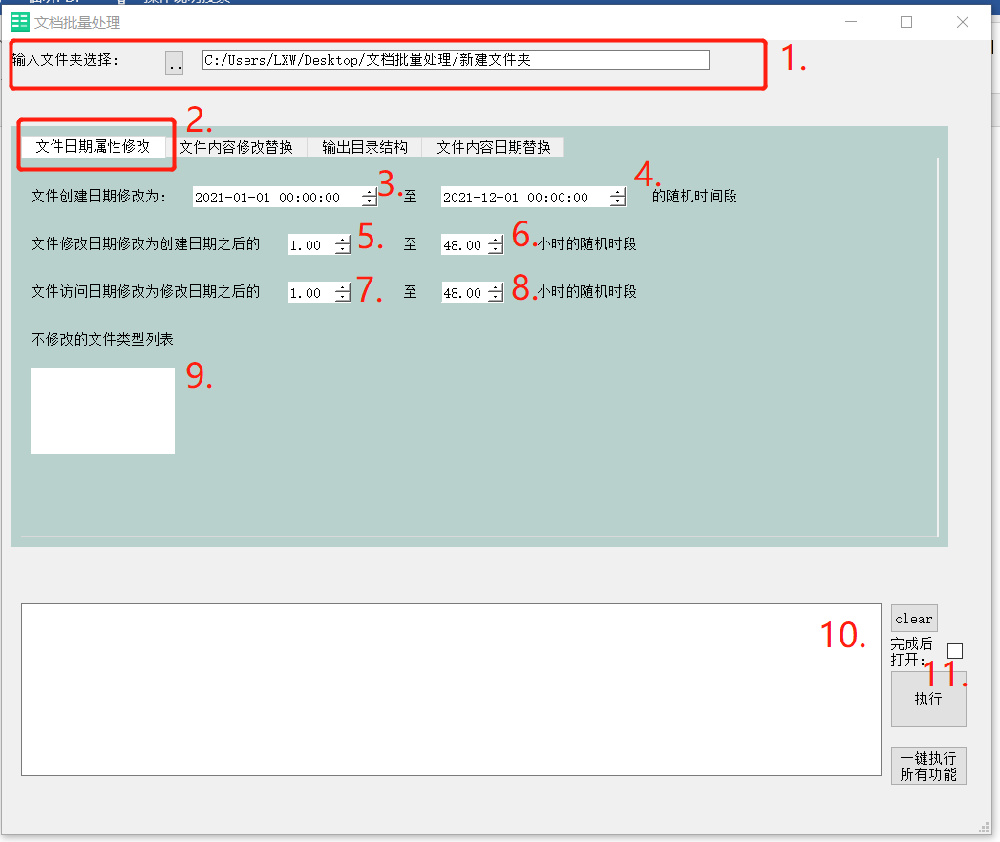 文档批量处理
输入文件夹选择: .. C:/Users/LXW/Desktop/文档批量处理/新建文件夹 1.
2.
文件日期属性修改 文件内容修改替换 输出目录结构 文件内容日期替换
文件创建日期修改为: 2021-01-01 00:00:00 3. 至 2021-12-01 00:00:00 4. 的随机时间段
文件修改日期修改为创建日期之后的 1.00 5. 至 48.00 6. 小时的随机时段
文件访问日期修改为修改日期之后的 1.00 7. 至 48.00 8. 小时的随机时段
不修改的文件类型列表
9.
10.
clear
完成后
打开:
11.
执行
一键执行
所有功能